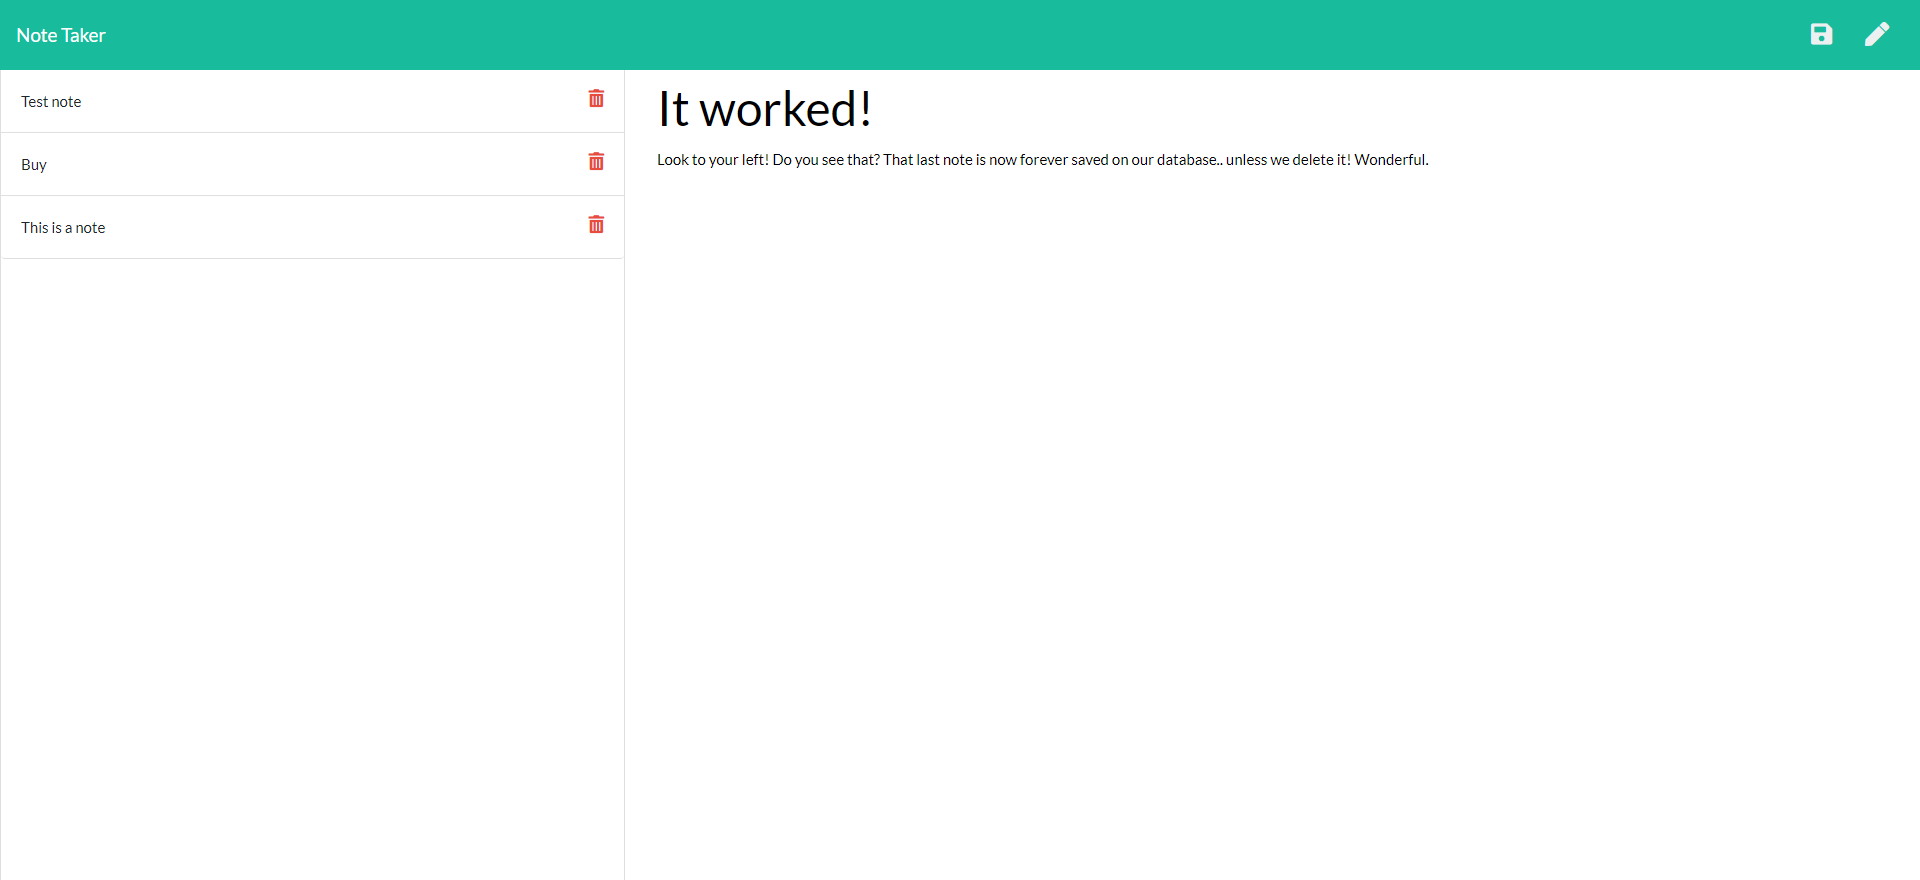 Note Taker
Test note
Buy
This is a note
It worked!
Look to your left! Do you see that? That last note is now forever saved on our database.. unless we delete it! Wonderful.